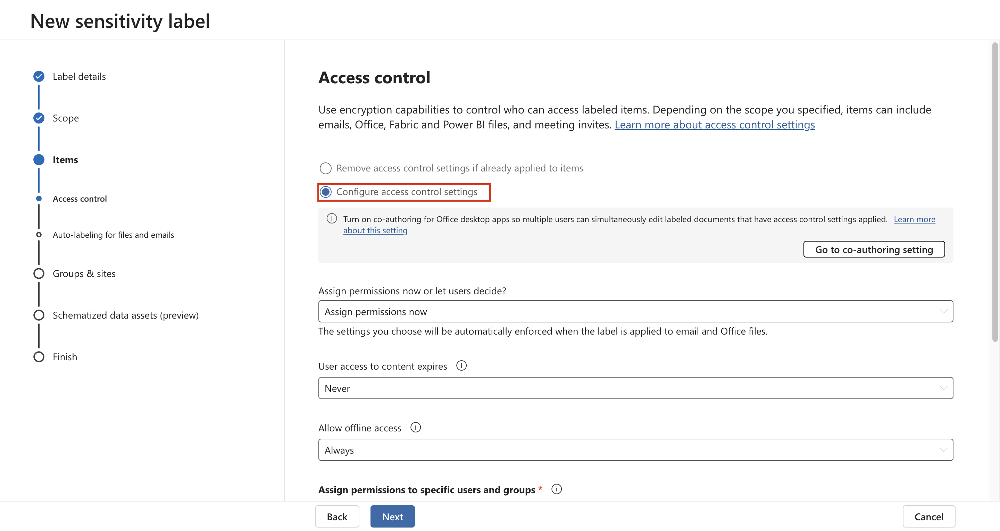 New sensitivity label
Label details
Scope
Items
Access control
Auto-labeling for files and emails
Groups & sites
Schematized data assets (preview)
Finish
Access control
Use encryption capabilities to control who can access labeled items. Depending on the scope you specified, items can include
emails, Office, Fabric and Power BI files, and meeting invites. Learn more about access control settings
Remove access control settings if already applied to items
Configure access control settings
Turn on co-authoring for Office desktop apps so multiple users can simultaneously edit labeled documents that have access control settings applied. Learn more
about this setting
Go to co-authoring setting
Assign permissions now or let users decide?
Assign permissions now
The settings you choose will be automatically enforced when the label is applied to email and Office files.
User access to content expires
Never
Allow offline access
Always
Assign permissions to specific users and groups *
Back
Next
Cancel